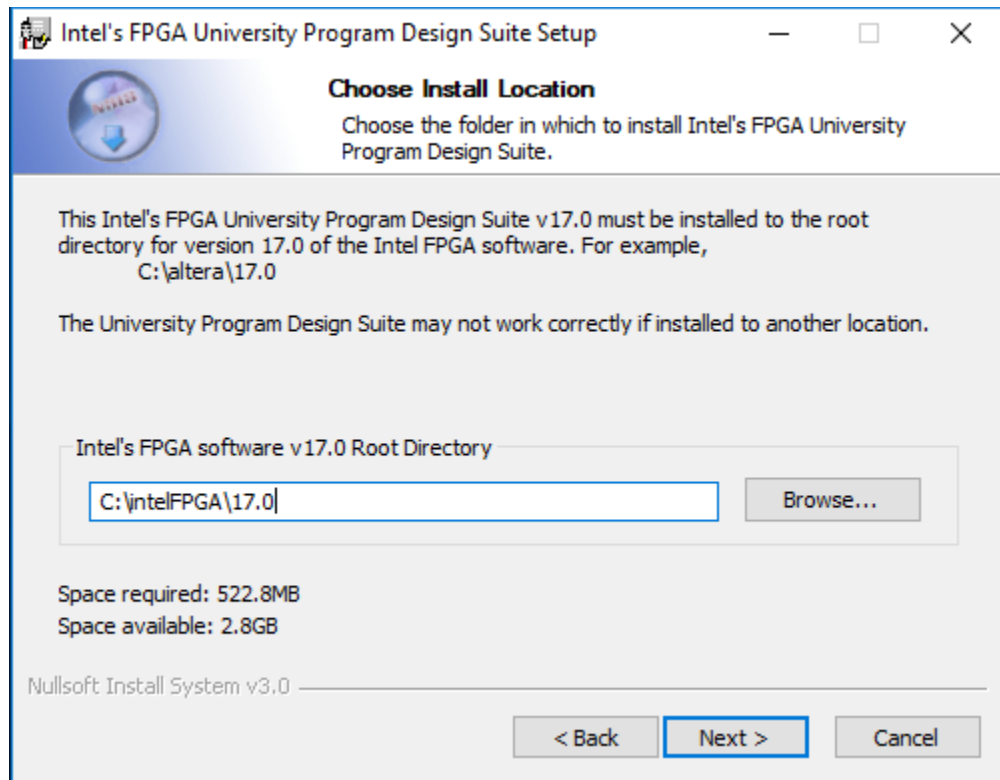 Intel's FPGA University Program Design Suite Setup
Choose Install Location
Choose the folder in which to install Intel's FPGA University
Program Design Suite.
This Intel's FPGA University Program Design Suite v17.0 must be installed to the root
directory for version 17.0 of the Intel FPGA software. For example,
C:\altera\17.0
The University Program Design Suite may not work correctly if installed to another location.
Intel's FPGA software v17.0 Root Directory
C:\intelFPGA\17.0
Browse...
Space required: 522.8MB
Space available: 2.8GB
Nullsoft Install System v3.0
< Back
Next >
Cancel